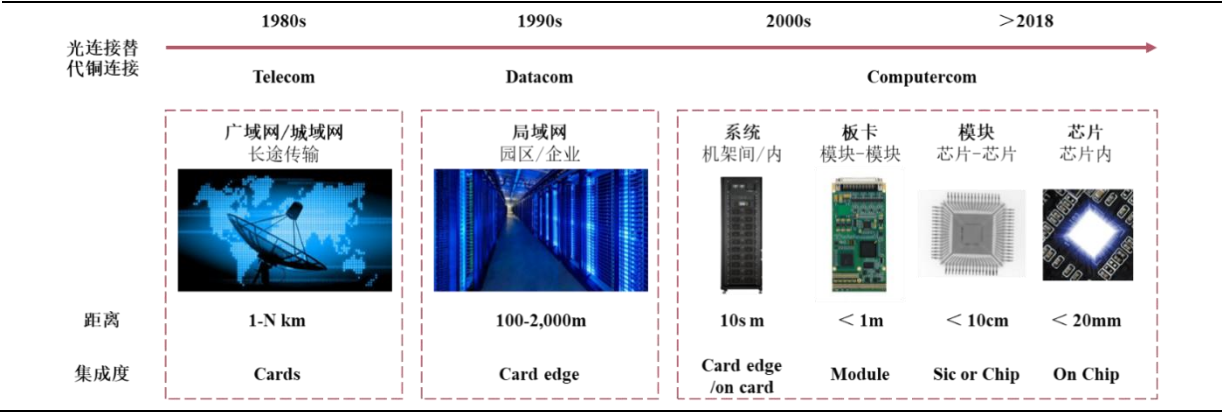 1980s 1990s 2000s ＞2018
光连接替
代铜连接
Telecom Datacom Computercom
广域网/城域网 局域网 系统 板卡 模块 芯片
长途传输 园区/企业 机架间/内 模块-模块 芯片-芯片 芯片内
距离 1-N km 100-2,000m 10s m ＜1m ＜10cm ＜20mm
集成度 Cards Card edge Card edge /on card Module Sic or Chip On Chip